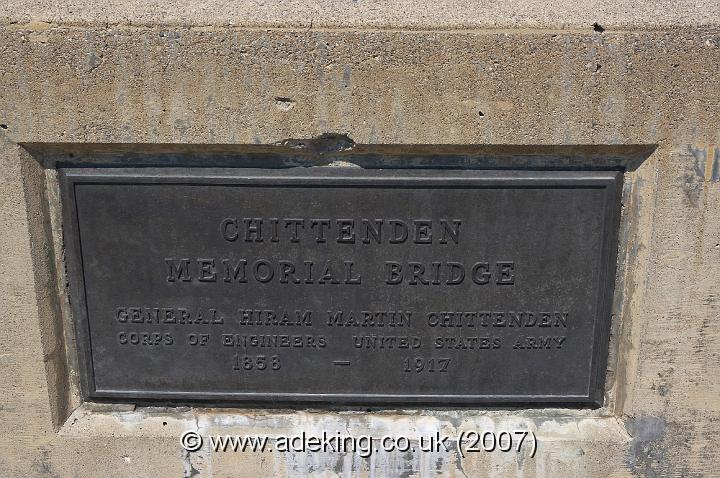 CHITTENDEN
MEMORIAL BRIDGE
GENERAL HIRAM MARTIN CHITTENDEN
CORPS OF ENGINEERS UNITED STATES ARMY
1858 – 1917
© www.adeking.co.uk (2007)